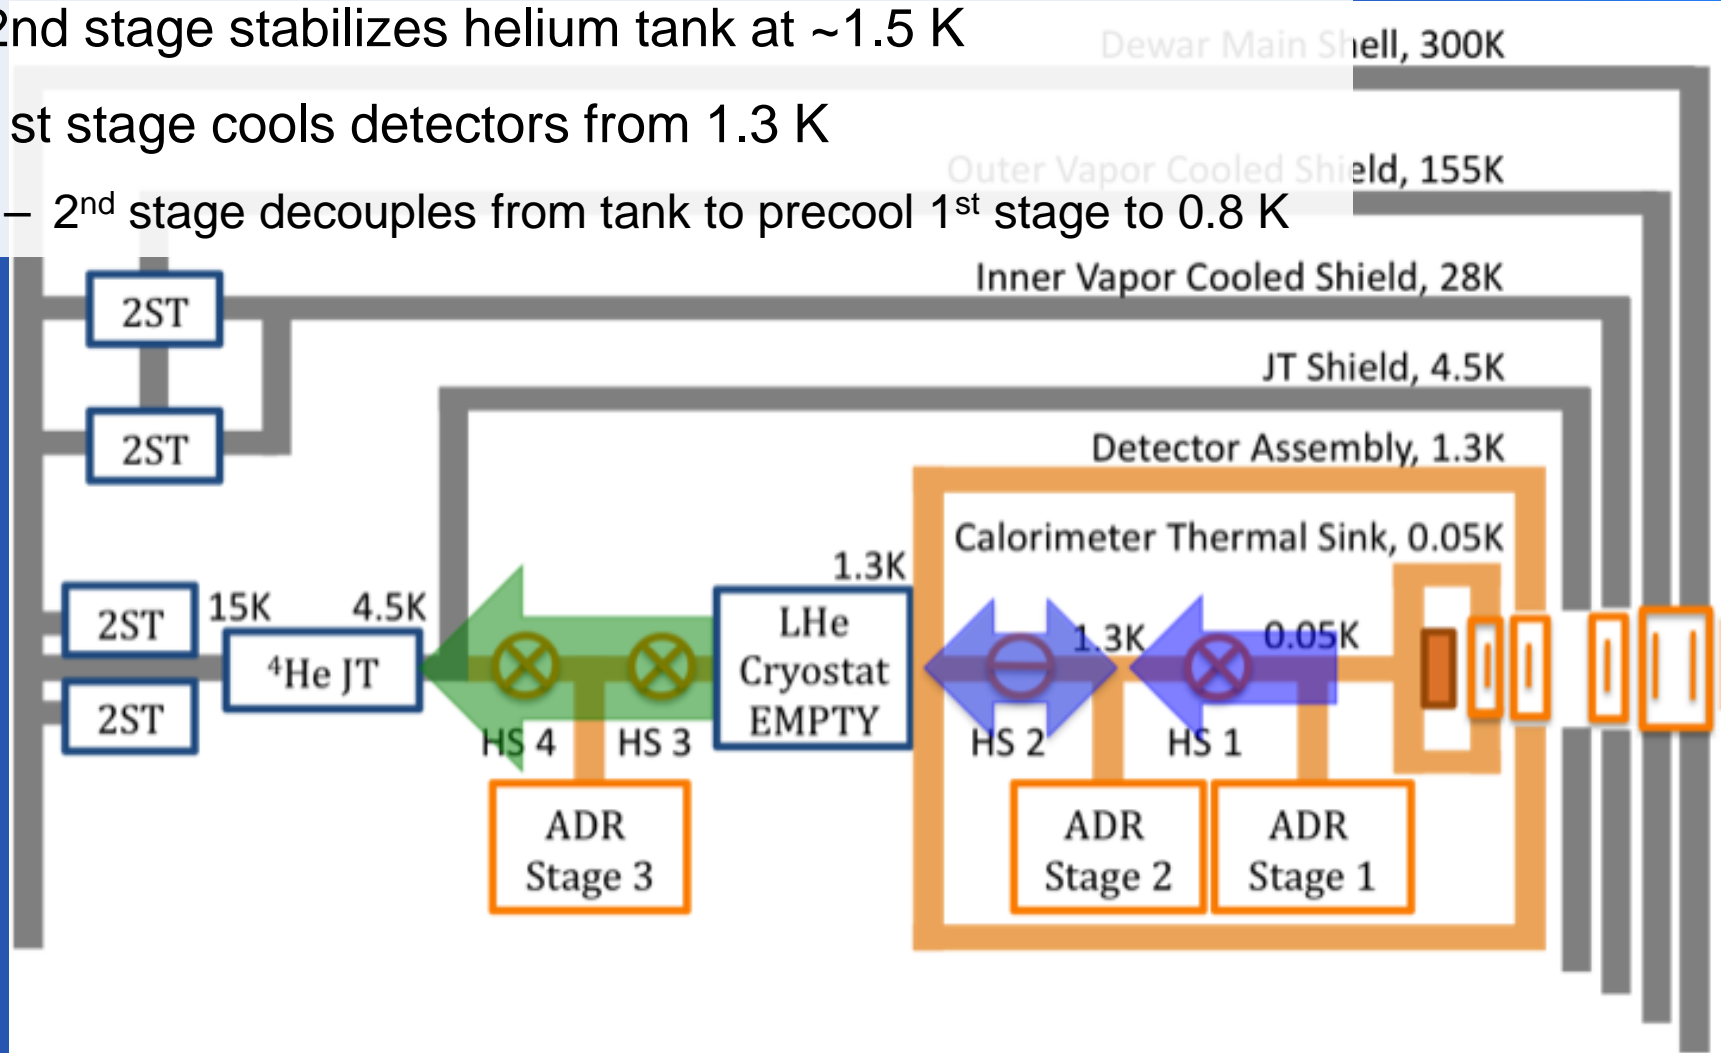 2nd stage stabilizes helium tank at ~1.5 K
st stage cools detectors from 1.3 K
– 2nd stage decouples from tank to precool 1st stage to 0.8 K
Dewar Main Shell, 300K
Outer Vapor Cooled Shield, 155K
Inner Vapor Cooled Shield, 28K
2ST
JT Shield, 4.5K
2ST
Detector Assembly, 1.3K
Calorimeter Thermal Sink, 0.05K
1.3K
2ST
15K
4.5K
4He JT
2ST
LHe
Cryostat
EMPTY
1.3K
0.05K
HS 4
HS 3
HS 2
HS 1
ADR
Stage 3
ADR
Stage 2
ADR
Stage 1